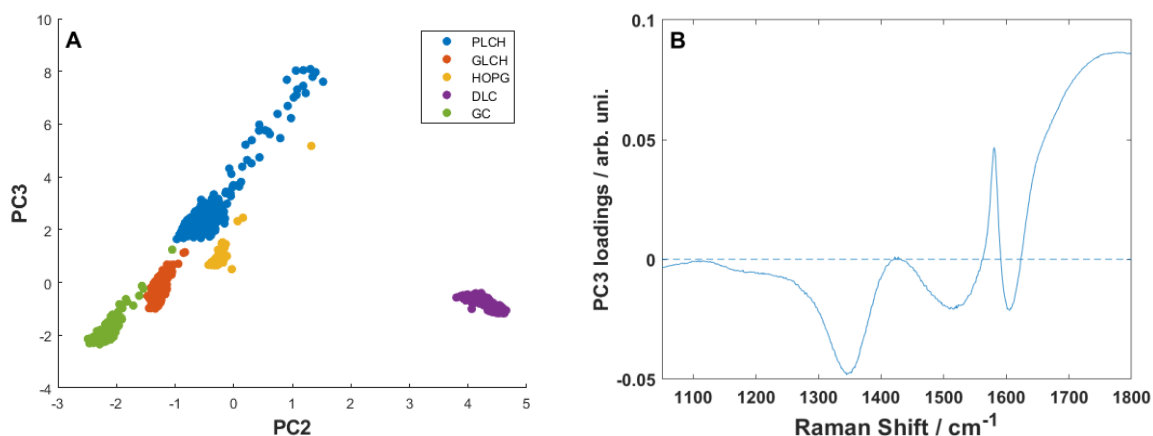 A
10
8
6
4
2
0
-2
-4
-3
-2
-1
0
1
2
3
4
5
PC3
PC2
PLCH
GLCH
HOPG
DLC
GC
B
0.1
0.05
0
-0.05
1100
1200
1300
1400
1500
1600
1700
1800
PC3 loadings / arb. uni.
Raman Shift / cm-1